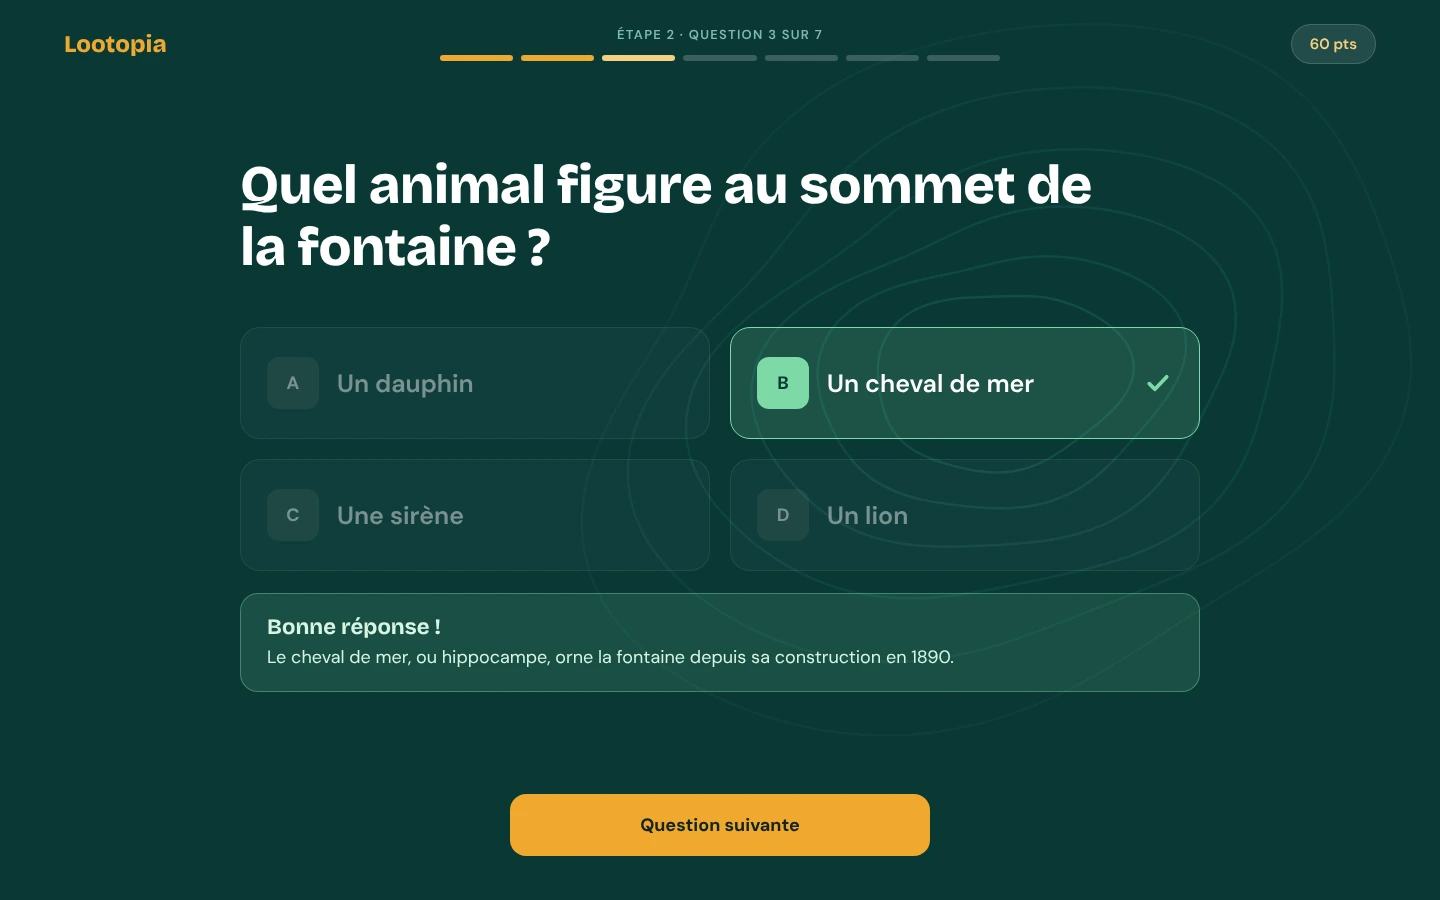 Lootopia
ÉTAPE 2 · QUESTION 3 SUR 7
60 pts
Quel animal figure au sommet de
la fontaine ?
A Un dauphin
B Un cheval de mer
C Une sirène
D Un lion
Bonne réponse !
Le cheval de mer, ou hippocampe, orne la fontaine depuis sa construction en 1890.
Question suivante